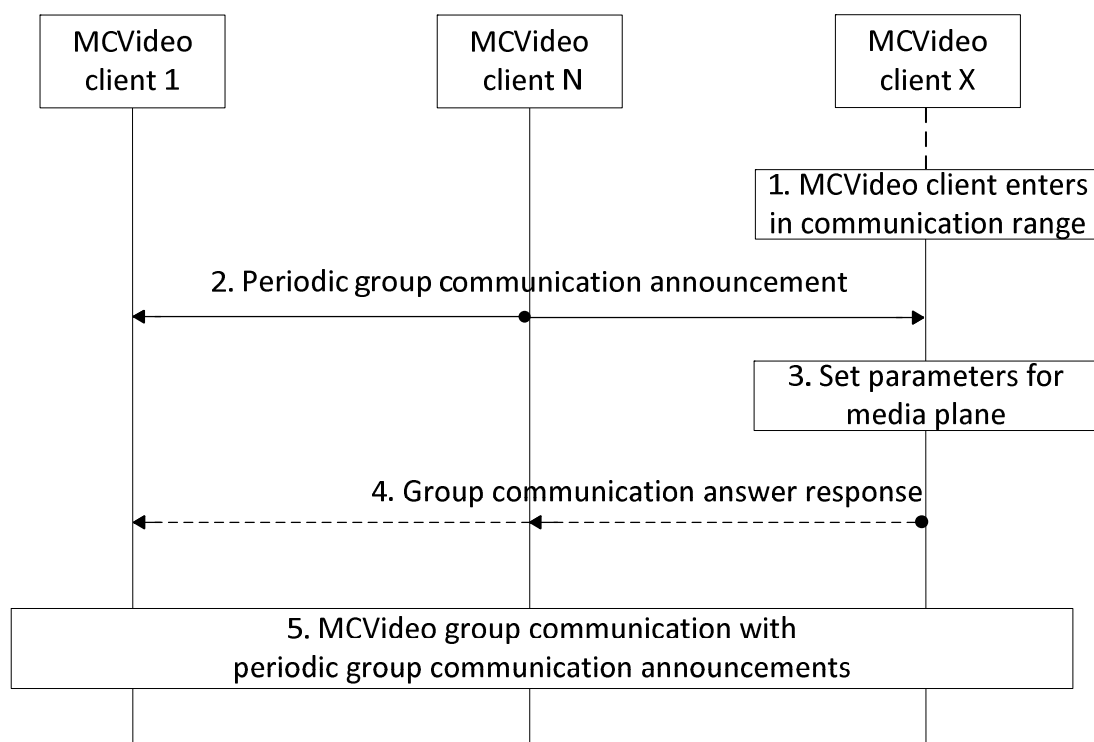 MCVideo
client 1
MCVideo
client N
MCVideo
client X
1. MCVideo client enters
in communication range
2. Periodic group communication announcement
3. Set parameters for
media plane
4. Group communication answer response
5. MCVideo group communication with
periodic group communication announcements